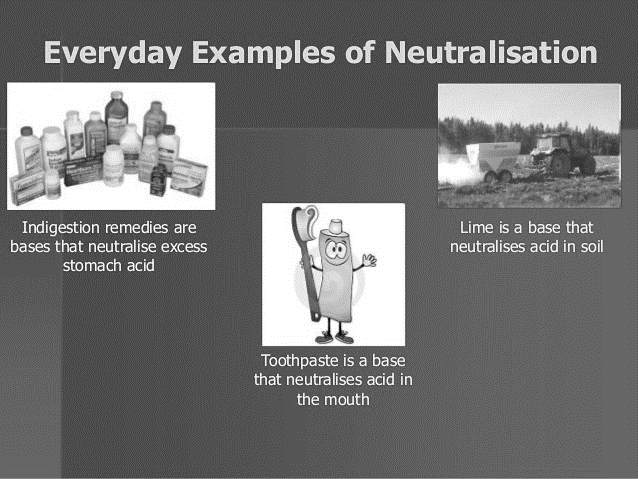 Everyday Examples of Neutralisation
Indigestion remedies are
bases that neutralise excess
stomach acid
Lime is a base that
neutralises acid in soil
Toothpaste is a base
that neutralises acid in
the mouth